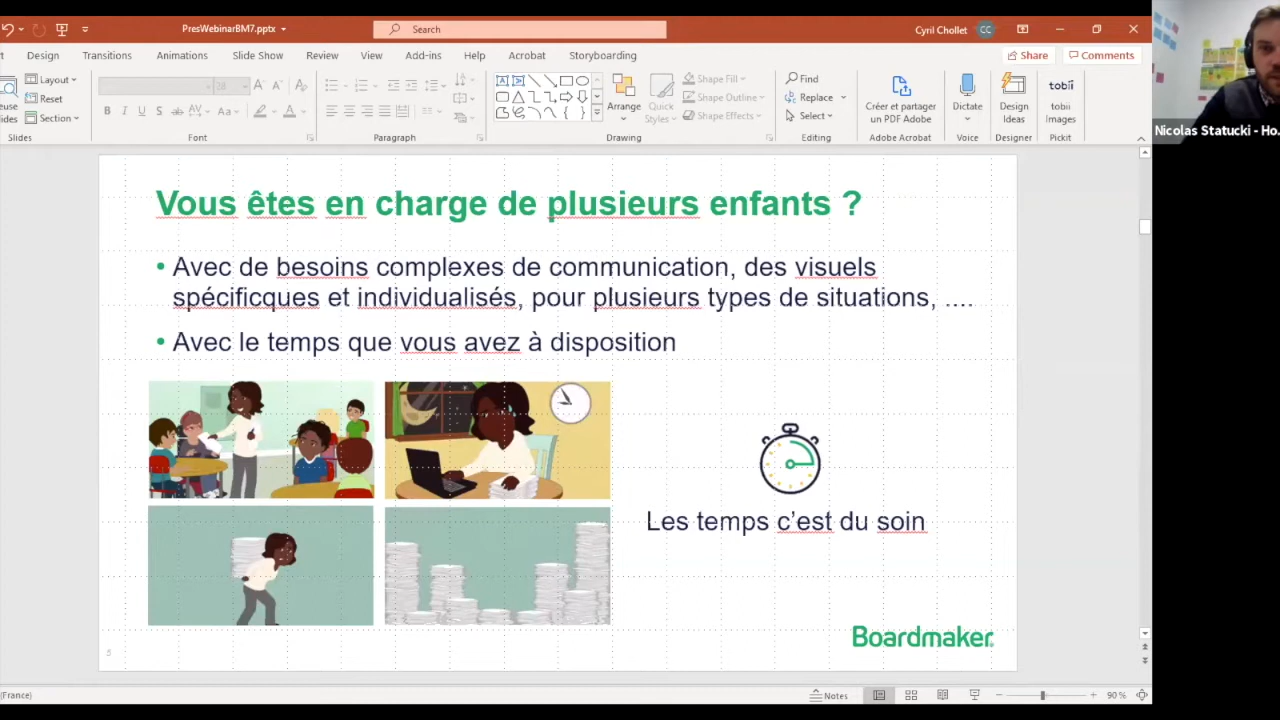 PresWebinarBM7.pptx
Search
Cyril Chollet
CC
Design
Transitions
Animations
Slide Show
Review
View
Add-ins
Help
Acrobat
Storyboarding
Share
Comments
Layout
Reset
Section
Slides
Font
Paragraph
Arrange
Quick
Styles
Shape Fill
Shape Outline
Shape Effects
Drawing
Find
Replace
Select
Editing
Créer et partager
un PDF Adobe
Adobe Acrobat
Dictate
Voice
Design
Ideas
Designer
tobii
tobii
Images
Pickit
Nicolas Statucki - Ho...
Vous êtes en charge de plusieurs enfants ?
• Avec de besoins complexes de communication, des visuels
spécificques et individualisés, pour plusieurs types de situations, ....
• Avec le temps que vous avez à disposition
Les temps c’est du soin
Boardmaker
5
(France)
Notes
90 %